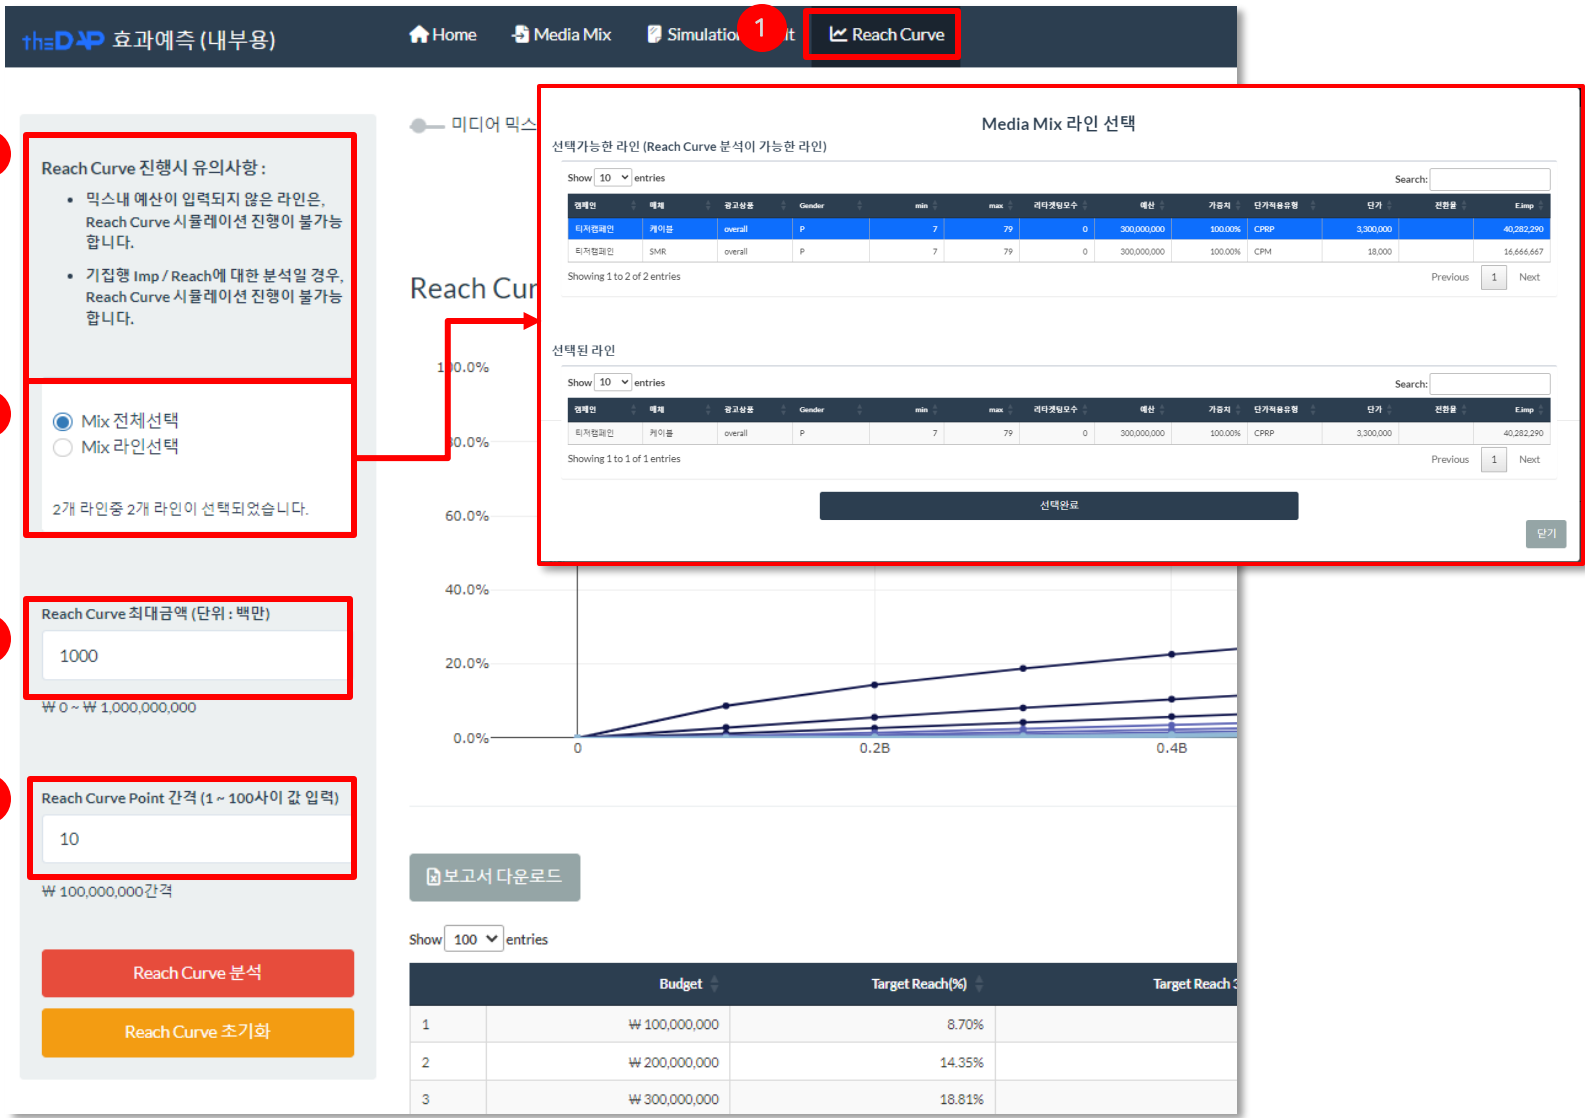 theDAP 효과예측 (내부용)
Home
Media Mix
Simulatio
lt
1
Reach Curve
Reach Curve 진행시 유의사항 :
• 믹스내 예산이 입력되지 않은 라인은,
Reach Curve 시뮬레이션 진행이 불가능
합니다.
• 기집행 Imp / Reach에 대한 분석일 경우,
Reach Curve 시뮬레이션 진행이 불가능
합니다.
Mix 전체선택
Mix 라인선택
2개 라인중 2개 라인이 선택되었습니다.
Reach Curve 최대금액 (단위 : 백만)
1000
₩ 0 ~ ₩ 1,000,000,000
Reach Curve Point 간격 (1 ~ 100사이 값 입력)
10
₩ 100,000,000간격
Reach Curve 분석
Reach Curve 초기화
미디어 믹스
Media Mix 라인 선택
선택가능한 라인 (Reach Curve 분석이 가능한 라인)
Show 10 entries
Search:
캠페인 매체 광고상품 Gender min max 리타겟팅모수 예산 가중치 단가적용유형 단가 전환율 E.imp
티저캠페인 케이블 overall P 7 79 0 300,000,000 100.00% CPRP 3,300,000 40,282,290
티저캠페인 SMR overall P 7 79 0 300,000,000 100.00% CPM 18,000 16,666,667
Showing 1 to 2 of 2 entries
Previous 1 Next
선택된 라인
Show 10 entries
Search:
캠페인 매체 광고상품 Gender min max 리타겟팅모수 예산 가중치 단가적용유형 단가 전환율 E.imp
티저캠페인 케이블 overall P 7 79 0 300,000,000 100.00% CPRP 3,300,000 40,282,290
Showing 1 to 1 of 1 entries
Previous 1 Next
선택완료
닫기
Reach Cur
100.0%
80.0%
60.0%
40.0%
20.0%
0.0%
0 0.2B 0.4B
보고서 다운로드
Show 100 entries
Budget Target Reach(%) Target Reach 3
1 ₩ 100,000,000 8.70%
2 ₩ 200,000,000 14.35%
3 ₩ 300,000,000 18.81%